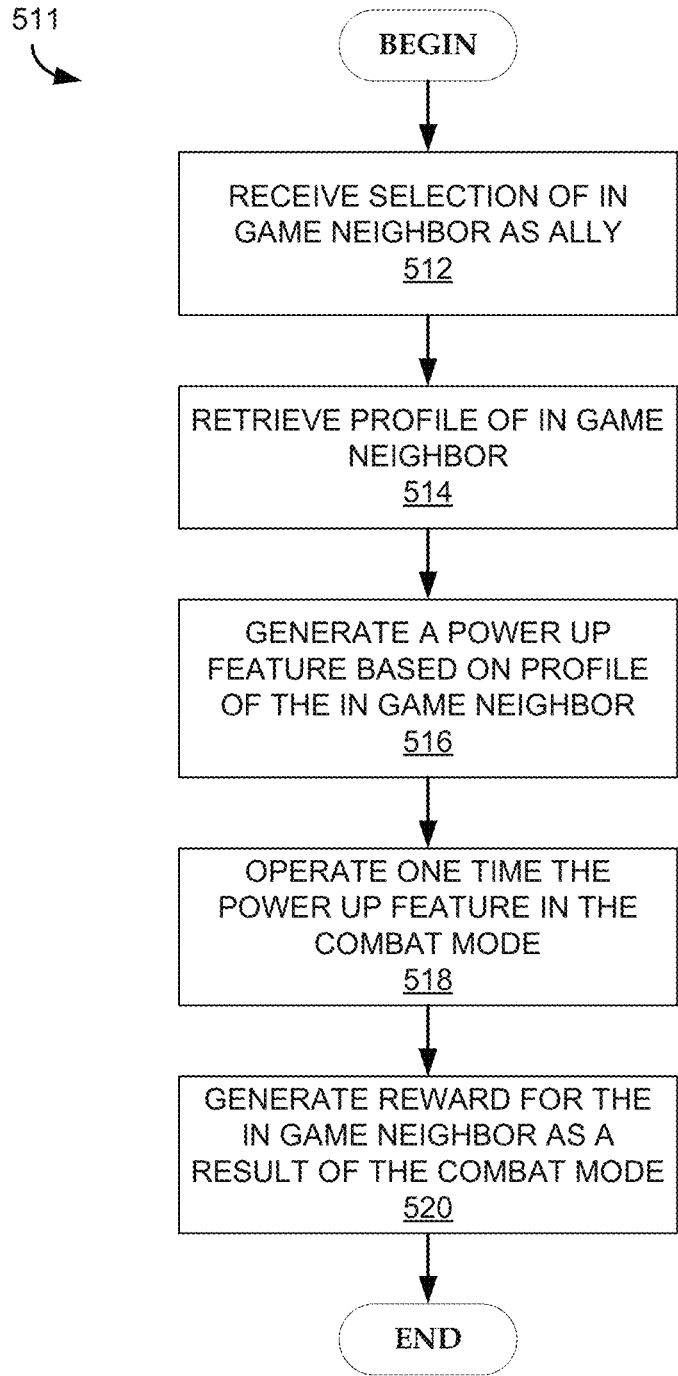 511
BEGIN
RECEIVE SELECTION OF IN
GAME NEIGHBOR AS ALLY
512
RETRIEVE PROFILE OF IN GAME
NEIGHBOR
514
GENERATE A POWER UP
FEATURE BASED ON PROFILE
OF THE IN GAME NEIGHBOR
516
OPERATE ONE TIME THE
POWER UP FEATURE IN THE
COMBAT MODE
518
GENERATE REWARD FOR THE
IN GAME NEIGHBOR AS A
RESULT OF THE COMBAT MODE
520
END